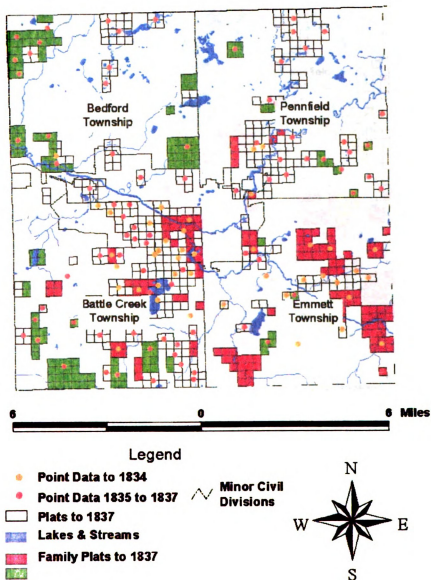 Bedford
Township
Pennfield
Township
Battle Creek
Township
Emmett
Township
6 0 6 Miles
Legend
Point Data to 1834
Point Data 1835 to 1837
Plats to 1837
Lakes & Streams
Family Plats to 1837
Minor Civil
Divisions
N
W E
S